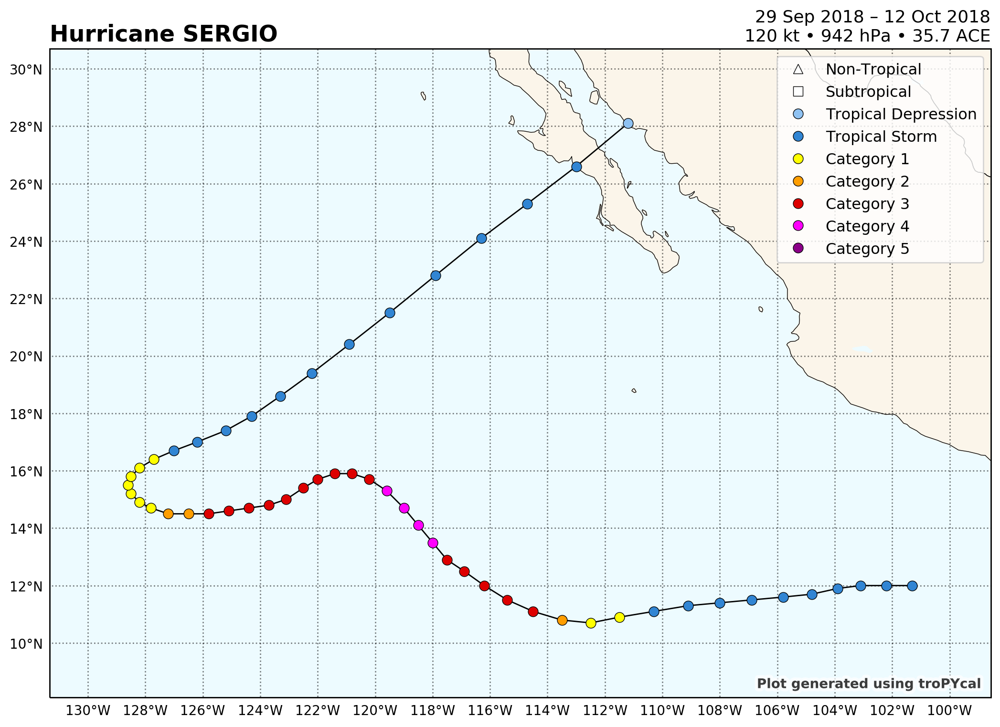 29 Sep 2018 – 12 Oct 2018
Hurricane SERGIO
120 kt • 942 hPa • 35.7 ACE
30°N
28°N
26°N
24°N
22°N
20°N
18°N
16°N
14°N
12°N
10°N
Non-Tropical
Subtropical
Tropical Depression
Tropical Storm
Category 1
Category 2
Category 3
Category 4
Category 5
Plot generated using troPYcal
130°W 128°W 126°W 124°W 122°W 120°W 118°W 116°W 114°W 112°W 110°W 108°W 106°W 104°W 102°W 100°W